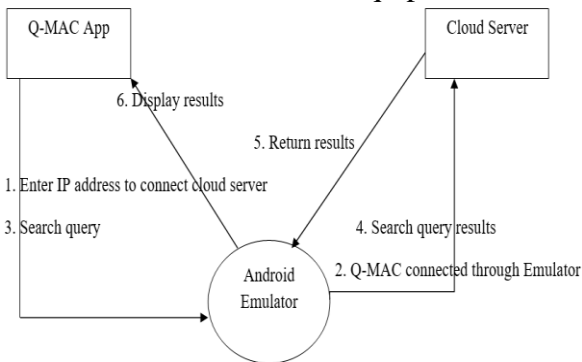 Q-MAC App
Cloud Server
6. Display results
5. Return results
1. Enter IP address to connect cloud server
3. Search query
4. Search query results
2. Q-MAC connected through Emulator
Android
Emulator